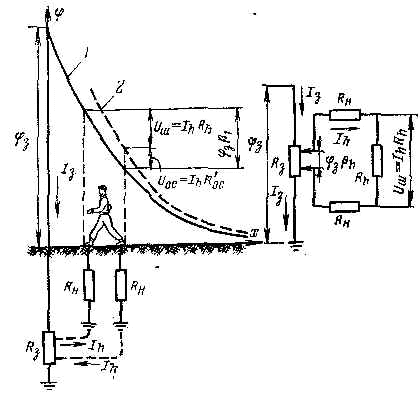 φ
1
2
U_ш=I_h R_h
φ_з β_1
U_ос=I_h R'_ос
φ_з
I_з
x
R_н
R_н
R_з
I_h
I_h
I_з
R_н
I_h
φ_з
R_з
φ_з β_h
R_h
U_ш=I_h R_h
I_з
R_н